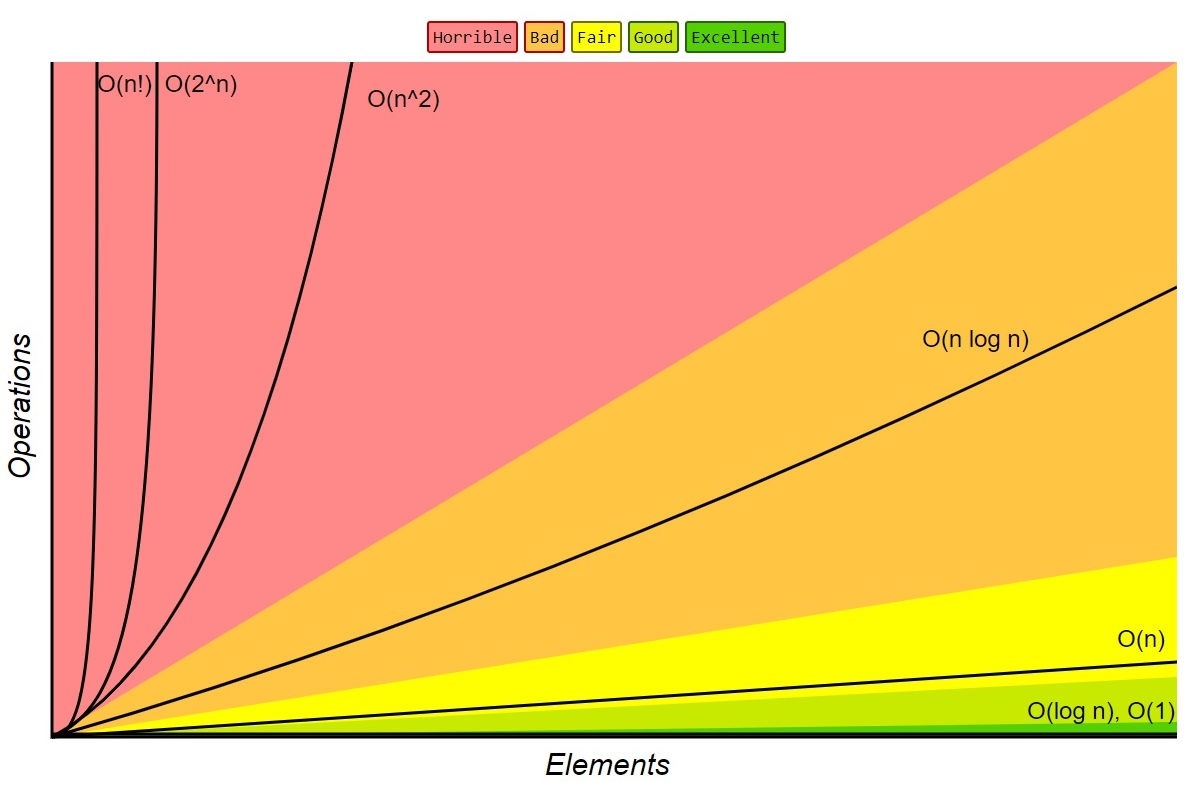 Horrible Bad Fair Good Excellent
O(n!) O(2^n)
O(n^2)
O(n log n)
O(n)
O(log n), O(1)
Operations
Elements